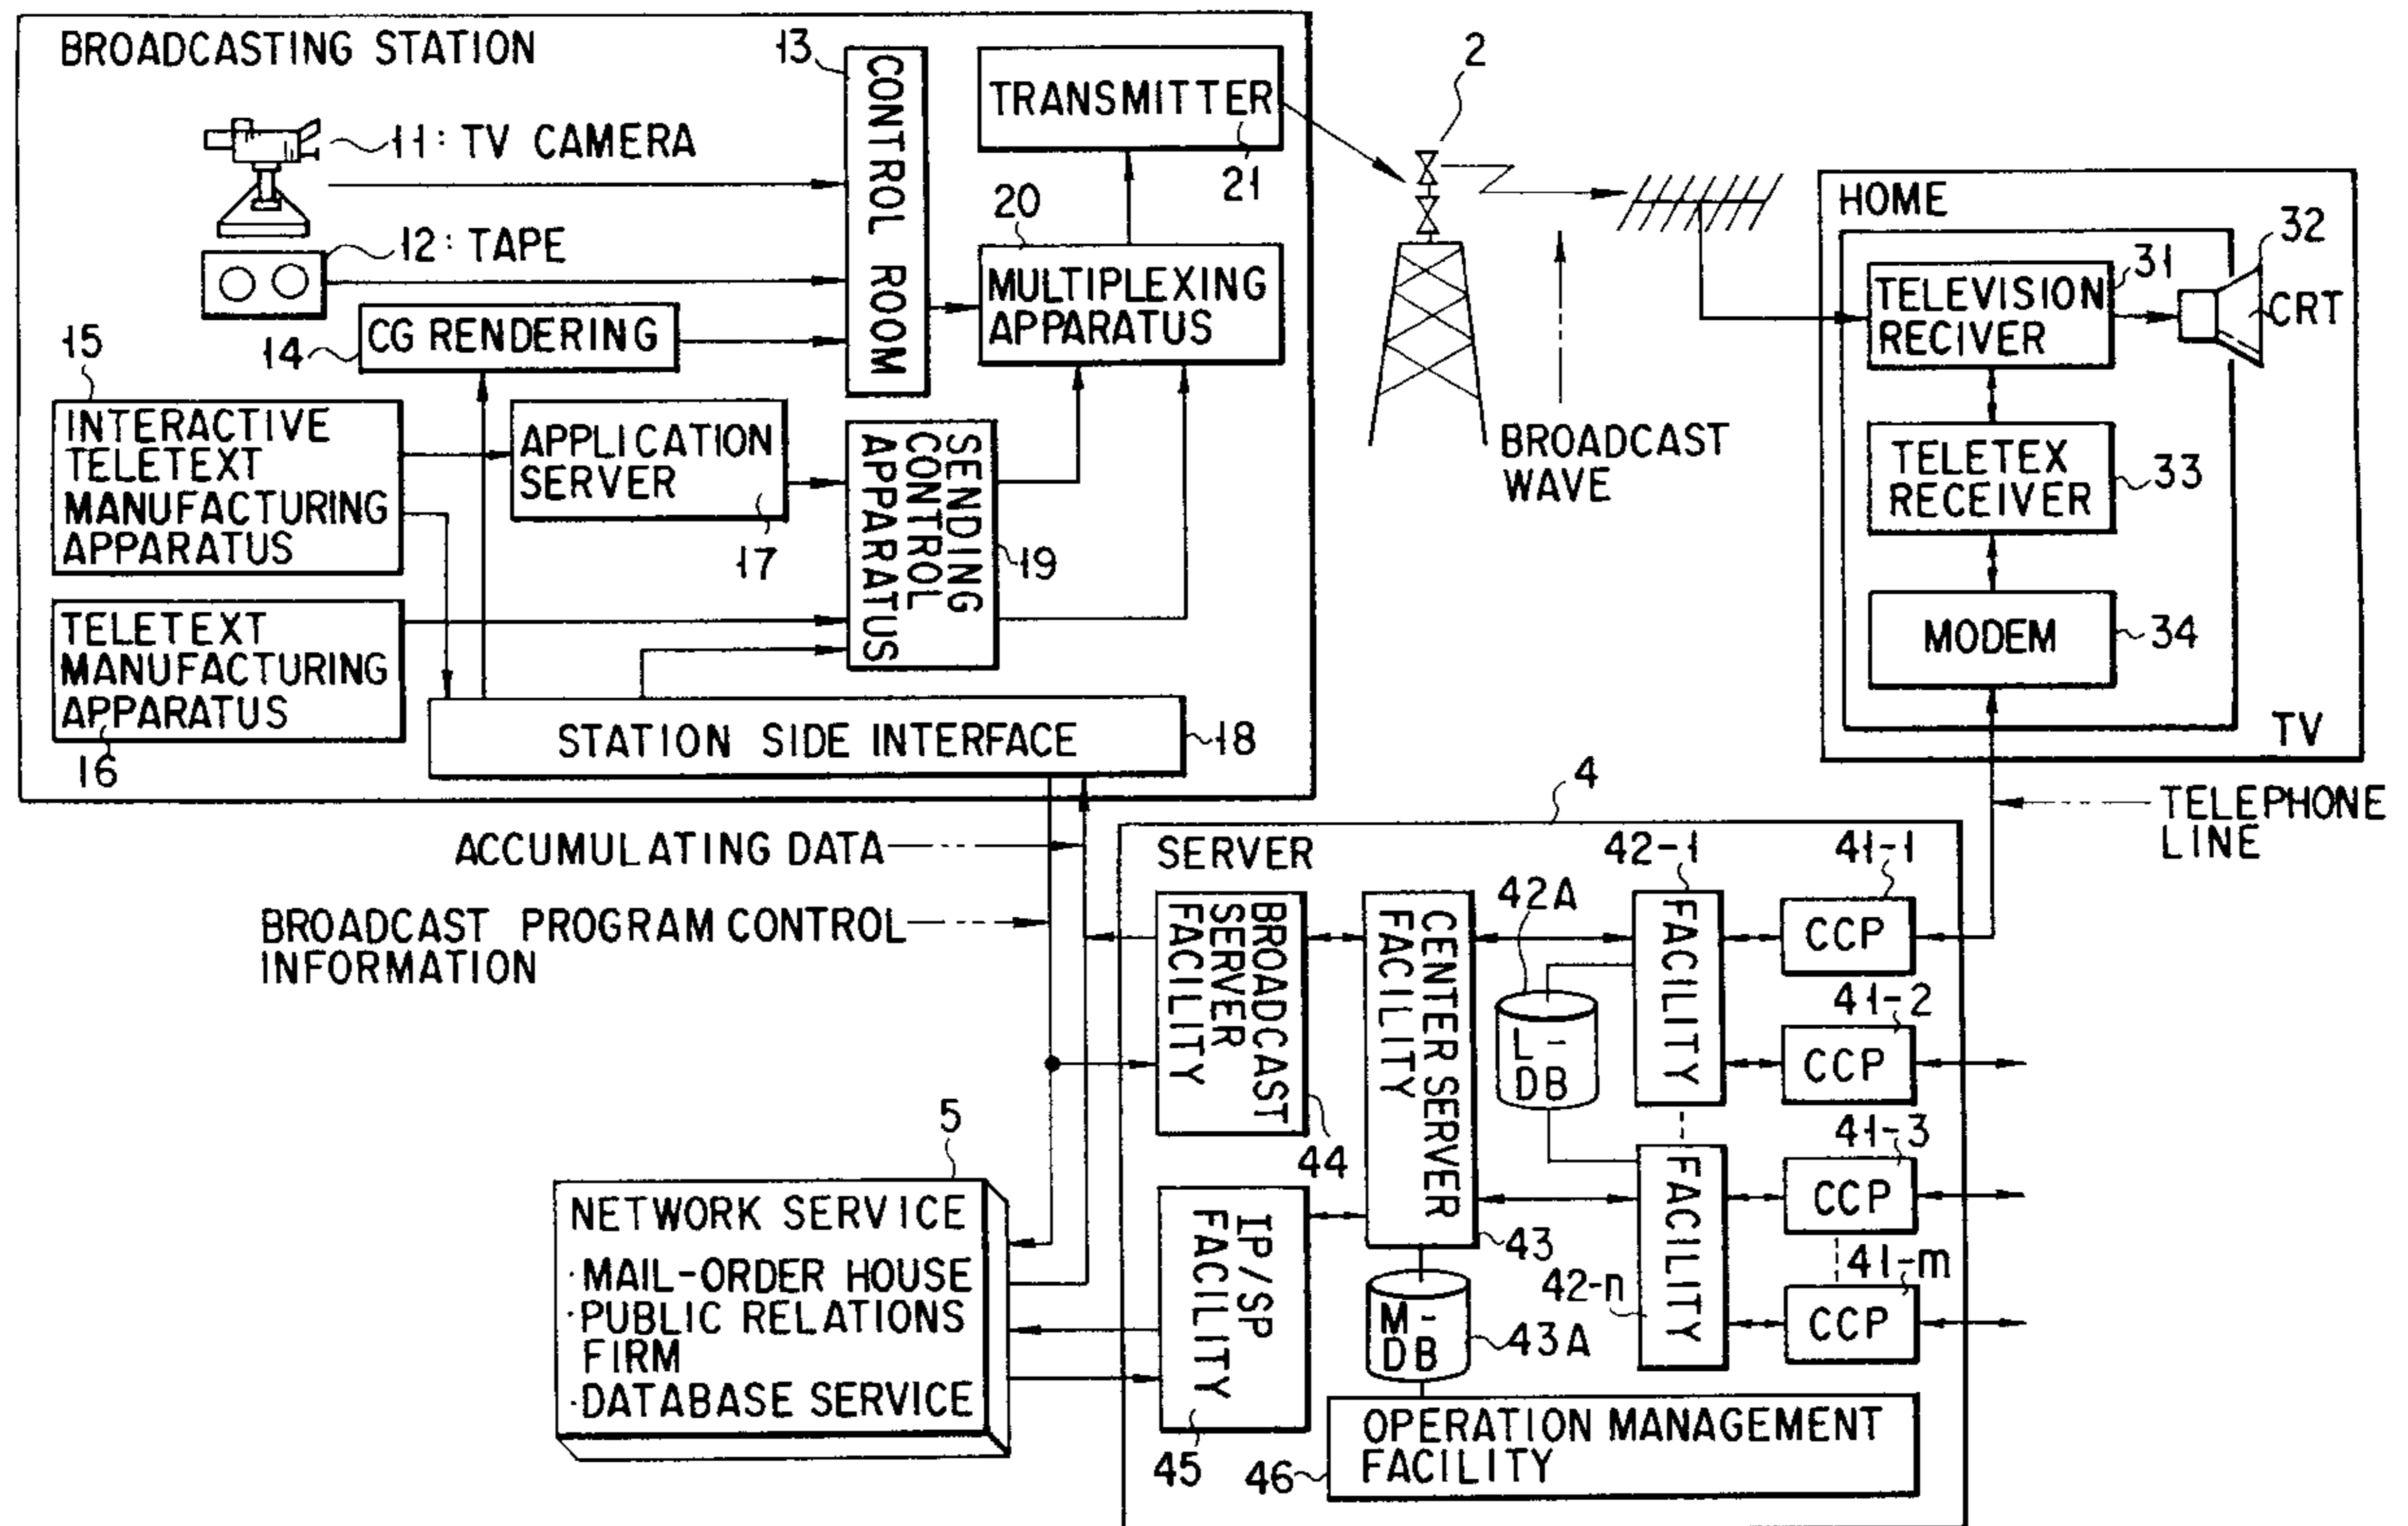 BROADCASTING STATION
11: TV CAMERA
12: TAPE
13
CONTROL ROOM
TRANSMITTER
21
20
MULTIPLEXING
APPARATUS
14
CG RENDERING
15
INTERACTIVE
TELETEXT
MANUFACTURING
APPARATUS
APPLICATION
SERVER
17
SENDING
CONTROL
APPARATUS
19
TELETEXT
MANUFACTURING
APPARATUS
16
STATION SIDE INTERFACE
18
2
BROADCAST
WAVE
HOME
TELEVISION
RECIVER
31
32
CRT
TELETEX
RECEIVER
33
MODEM
34
TV
TELEPHONE
LINE
ACCUMULATING DATA
BROADCAST PROGRAM CONTROL
INFORMATION
4
SERVER
BROADCAST
SERVER
FACILITY
44
CENTER SERVER
FACILITY
43
42A
L-
DB
42-1
FACILITY
41-1
CCP
41-2
CCP
41-3
CCP
41-m
CCP
42-n
FACILITY
IP/SP
FACILITY
45
M-
DB
43A
46
OPERATION MANAGEMENT
FACILITY
5
NETWORK SERVICE
·MAIL-ORDER HOUSE
·PUBLIC RELATIONS
FIRM
·DATABASE SERVICE